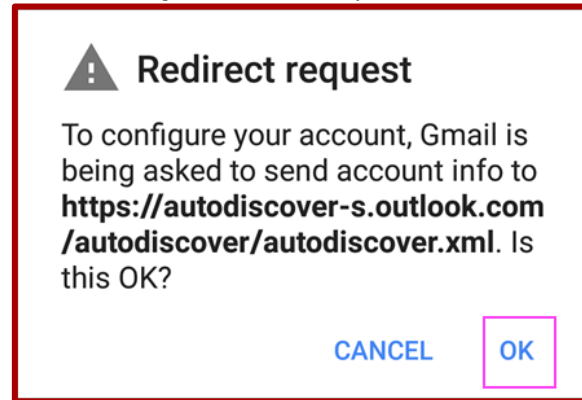 Redirect request
To configure your account, Gmail is
being asked to send account info to
https://autodiscover-s.outlook.com
/autodiscover/autodiscover.xml. Is
this OK?
CANCEL OK